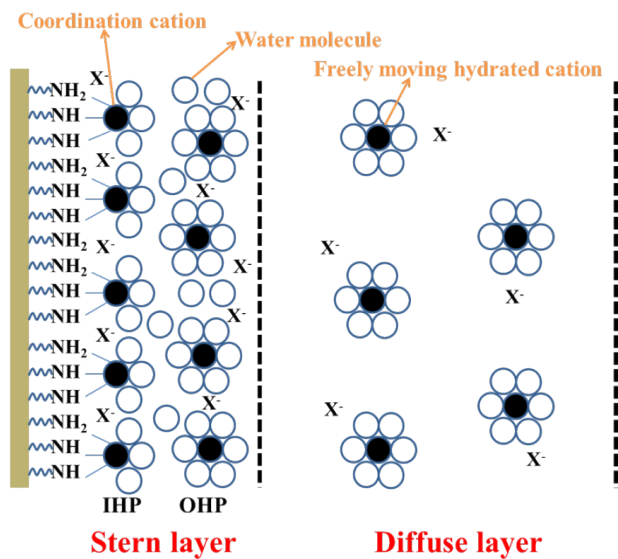 Coordination cation
Water molecule
Freely moving hydrated cation
X⁻
NH₂
X⁻
NH
X⁻
NH
X⁻
NH₂
NH
X⁻
NH
NH₂
X⁻
X⁻
NH₂
X⁻
NH
X⁻
NH
X⁻
X⁻
NH₂
NH
NH
X⁻
X⁻
X⁻
NH₂
NH
X⁻
NH
IHP OHP
Stern layer
Diffuse layer